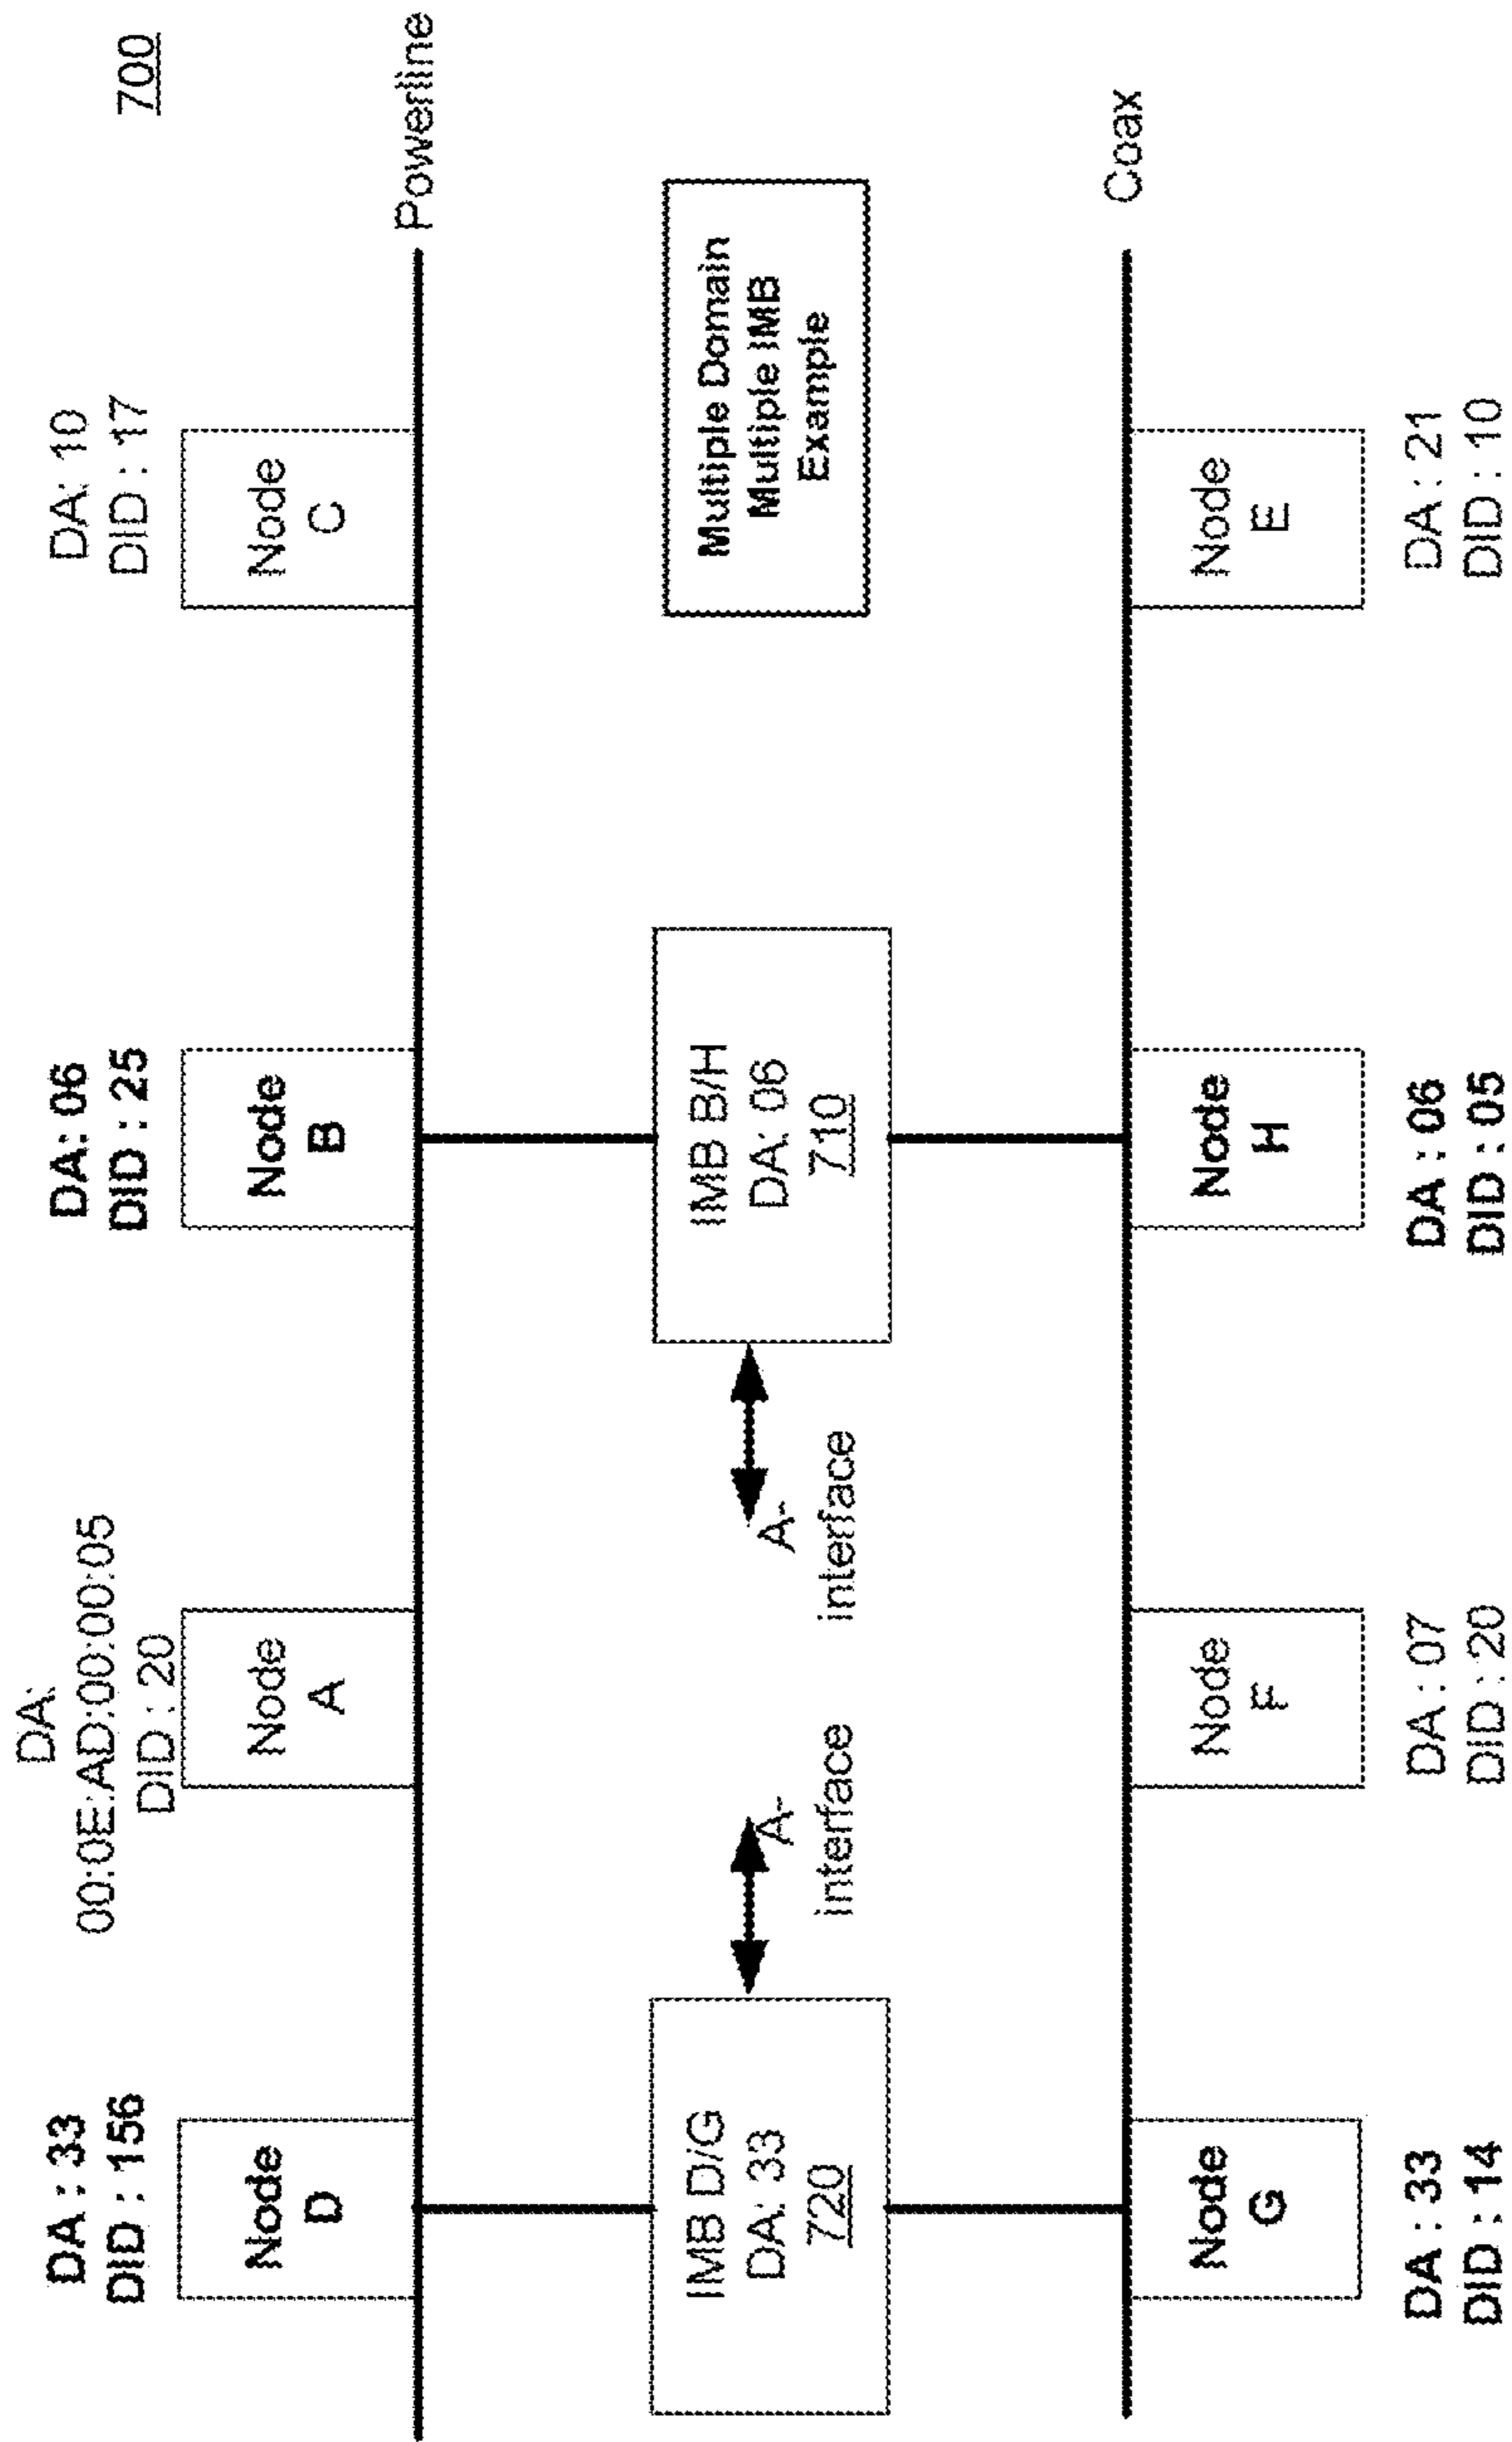 700
DA : 33
DID : 156
DA:
00:0E:AD:00:00:05
DID : 20
DA: 06
DID : 25
DA: 10
DID : 17
Node
D
Node
A
Node
B
Node
C
Powerline
IMB D/G
DA: 33
720
A-
interface
A-
interface
IMB B/H
DA: 06
710
Multiple Domain
Multiple IMB
Example
Coax
Node
G
Node
F
Node
H
Node
E
DA : 33
DID : 14
DA : 07
DID : 20
DA : 06
DID : 05
DA : 21
DID : 10